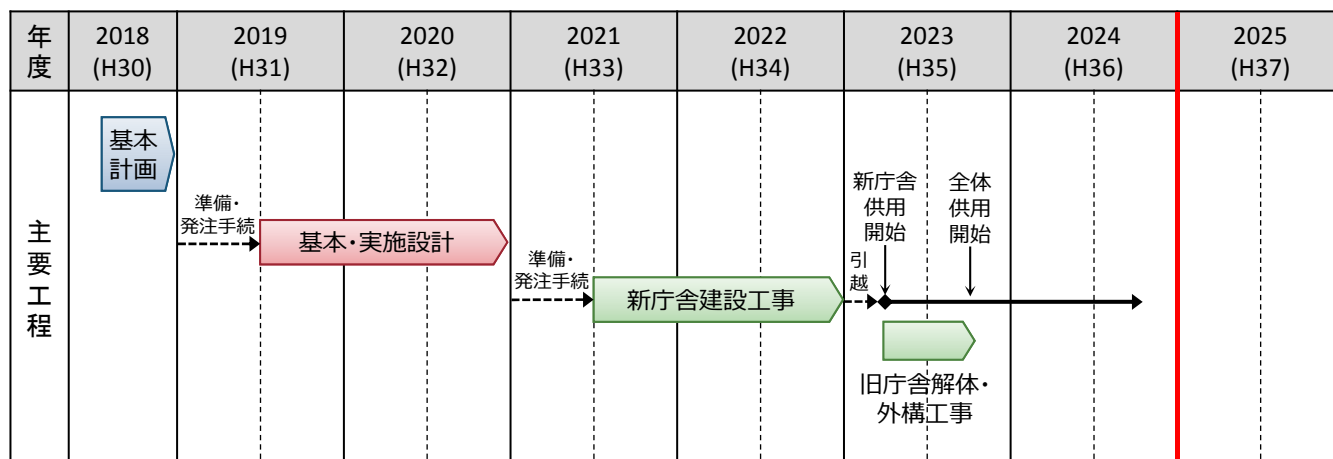 年度
2018
(H30)
2019
(H31)
2020
(H32)
2021
(H33)
2022
(H34)
2023
(H35)
2024
(H36)
2025
(H37)
主要工程
基本
計画
準備・
発注手続
基本・実施設計
準備・
発注手続
新庁舎建設工事
引越
新庁舎
供用
開始
全体
供用
開始
旧庁舎解体・
外構工事